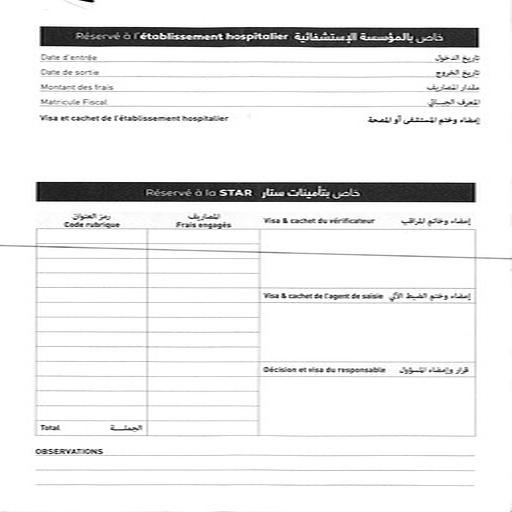 Réservé à l'établissement hospitalier خاص بالمؤسسة الإستشفائية
Date d'entrée تاريخ الدخول
Date de sortie تاريخ الخروج
Montant des frais مقدار المصاريف
Matricule Fiscal المعرف الجبائي
Visa et cachet de l'établissement hospitalier إمضاء وختم المستشفى أو المصحة
Réservé à la STAR خاص بتأمينات ستار
رمز العنوان المصاريف
Code rubrique Frais engagés Visa & cachet du vérificateur إمضاء وخاتم المراقب
Visa & cachet de l'agent de saisie إمضاء وختم الضبط الآلي
Décision et visa du responsable قرار وإمضاء المسؤول
Total الجملة
OBSERVATIONS